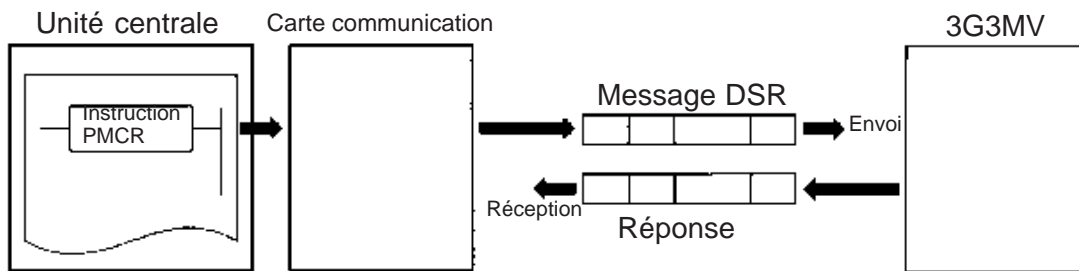 Unité centrale
Carte communication
3G3MV
Instruction
PMCR
Message DSR
Envoi
Réception
Réponse